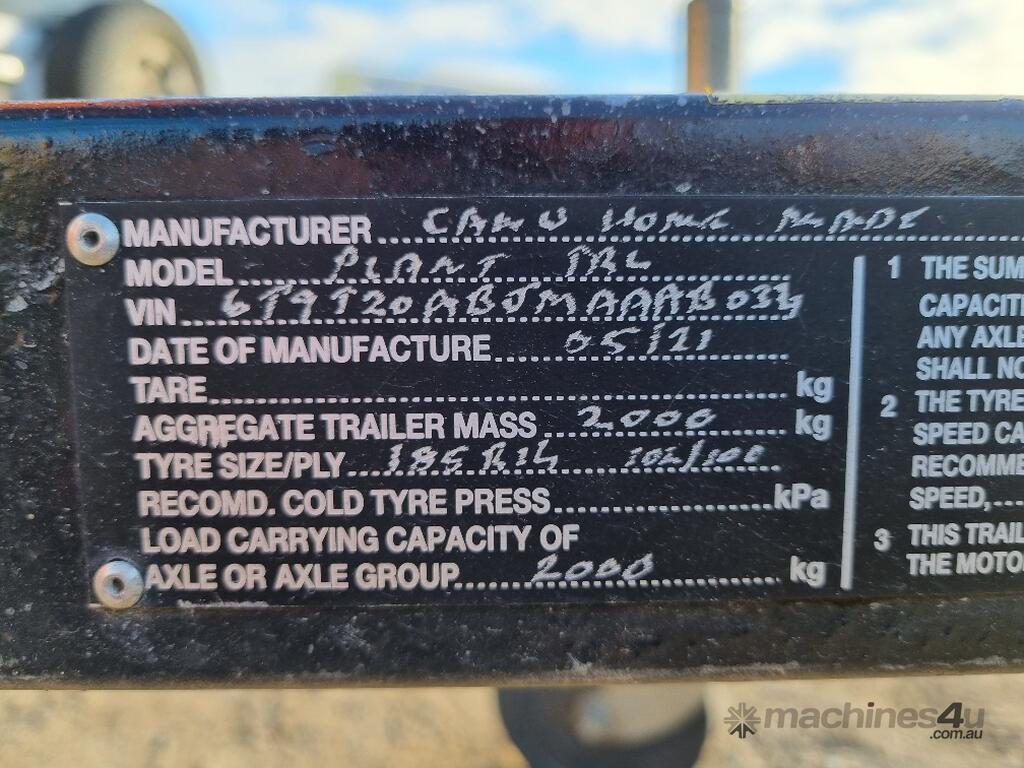 MANUFACTURER HOME MADE
MODEL PLANT TRL
VIN 6T9T20ABJMAAAB034
DATE OF MANUFACTURE 05/21
TARE kg
AGGREGATE TRAILER MASS 2000 kg
TYRE SIZE/PLY 185R14 102/100
RECOMD. COLD TYRE PRESS kPa
LOAD CARRYING CAPACITY OF
AXLE OR AXLE GROUP 2000 kg
1 THE SUM
CAPACITI
ANY AXLE
SHALL NO
2 THE TYRE
SPEED CA
RECOMME
SPEED,
3 THIS TRAIL
THE MOTO
machines4u
.com.au